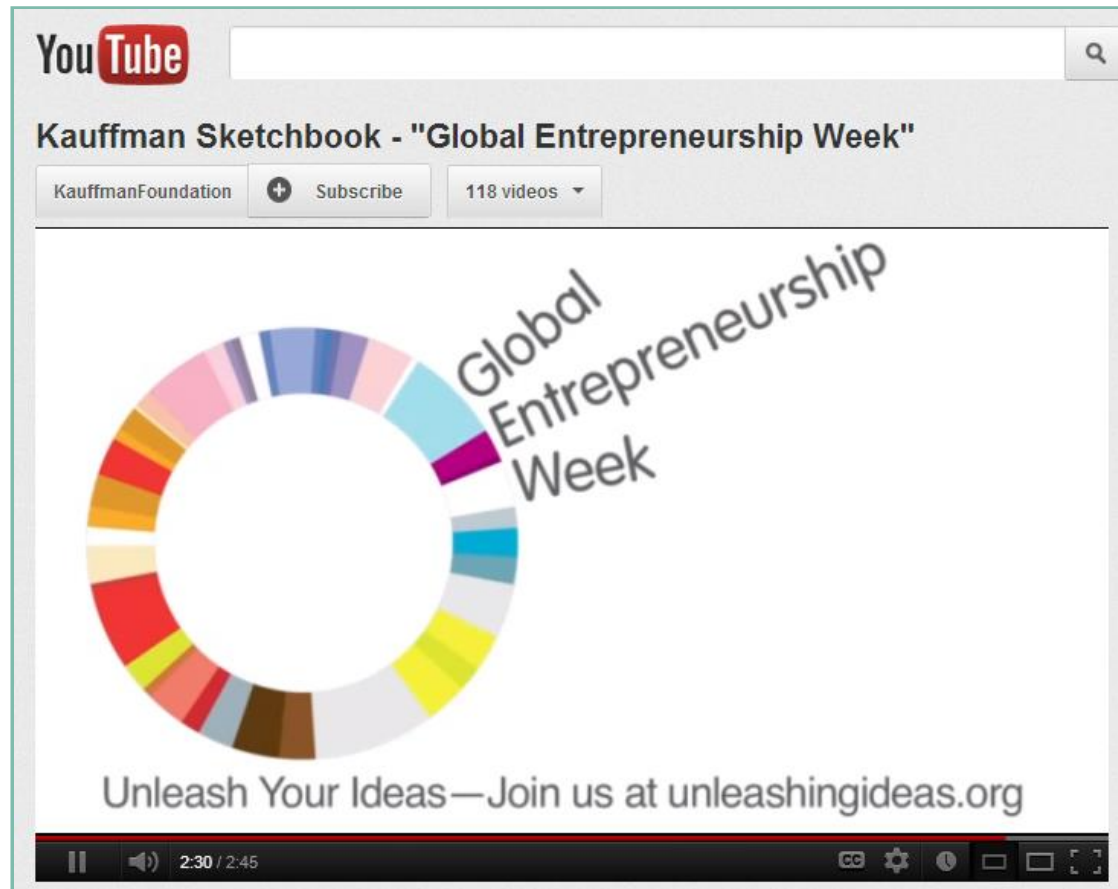 YouTube
Kauffman Sketchbook - "Global Entrepreneurship Week"
KauffmanFoundation Subscribe 118 videos
Global
Entrepreneurship
Week
Unleash Your Ideas—Join us at unleashingideas.org
2:30 / 2:45 CC